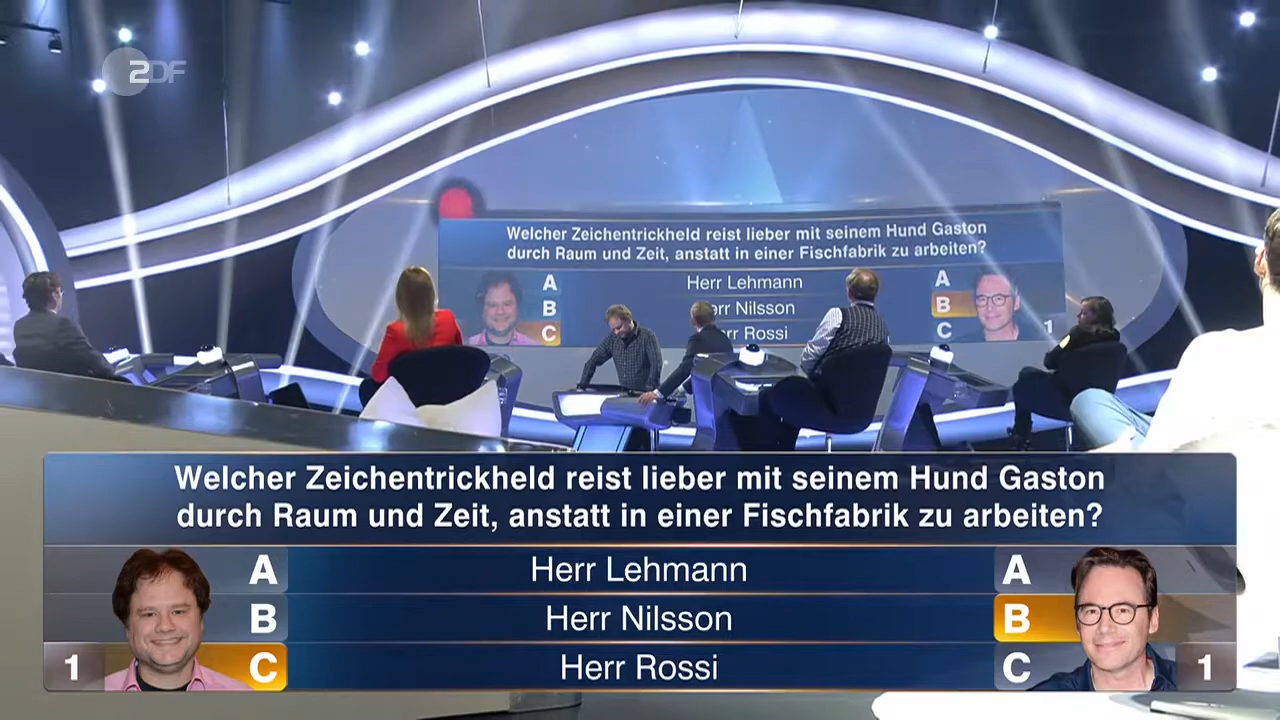 ZDF
Welcher Zeichentrickheld reist lieber mit seinem Hund Gaston
durch Raum und Zeit, anstatt in einer Fischfabrik zu arbeiten?
A Herr Lehmann A
B Herr Nilsson B
C Herr Rossi C 1
Welcher Zeichentrickheld reist lieber mit seinem Hund Gaston
durch Raum und Zeit, anstatt in einer Fischfabrik zu arbeiten?
A Herr Lehmann A
B Herr Nilsson B
1 C Herr Rossi C 1